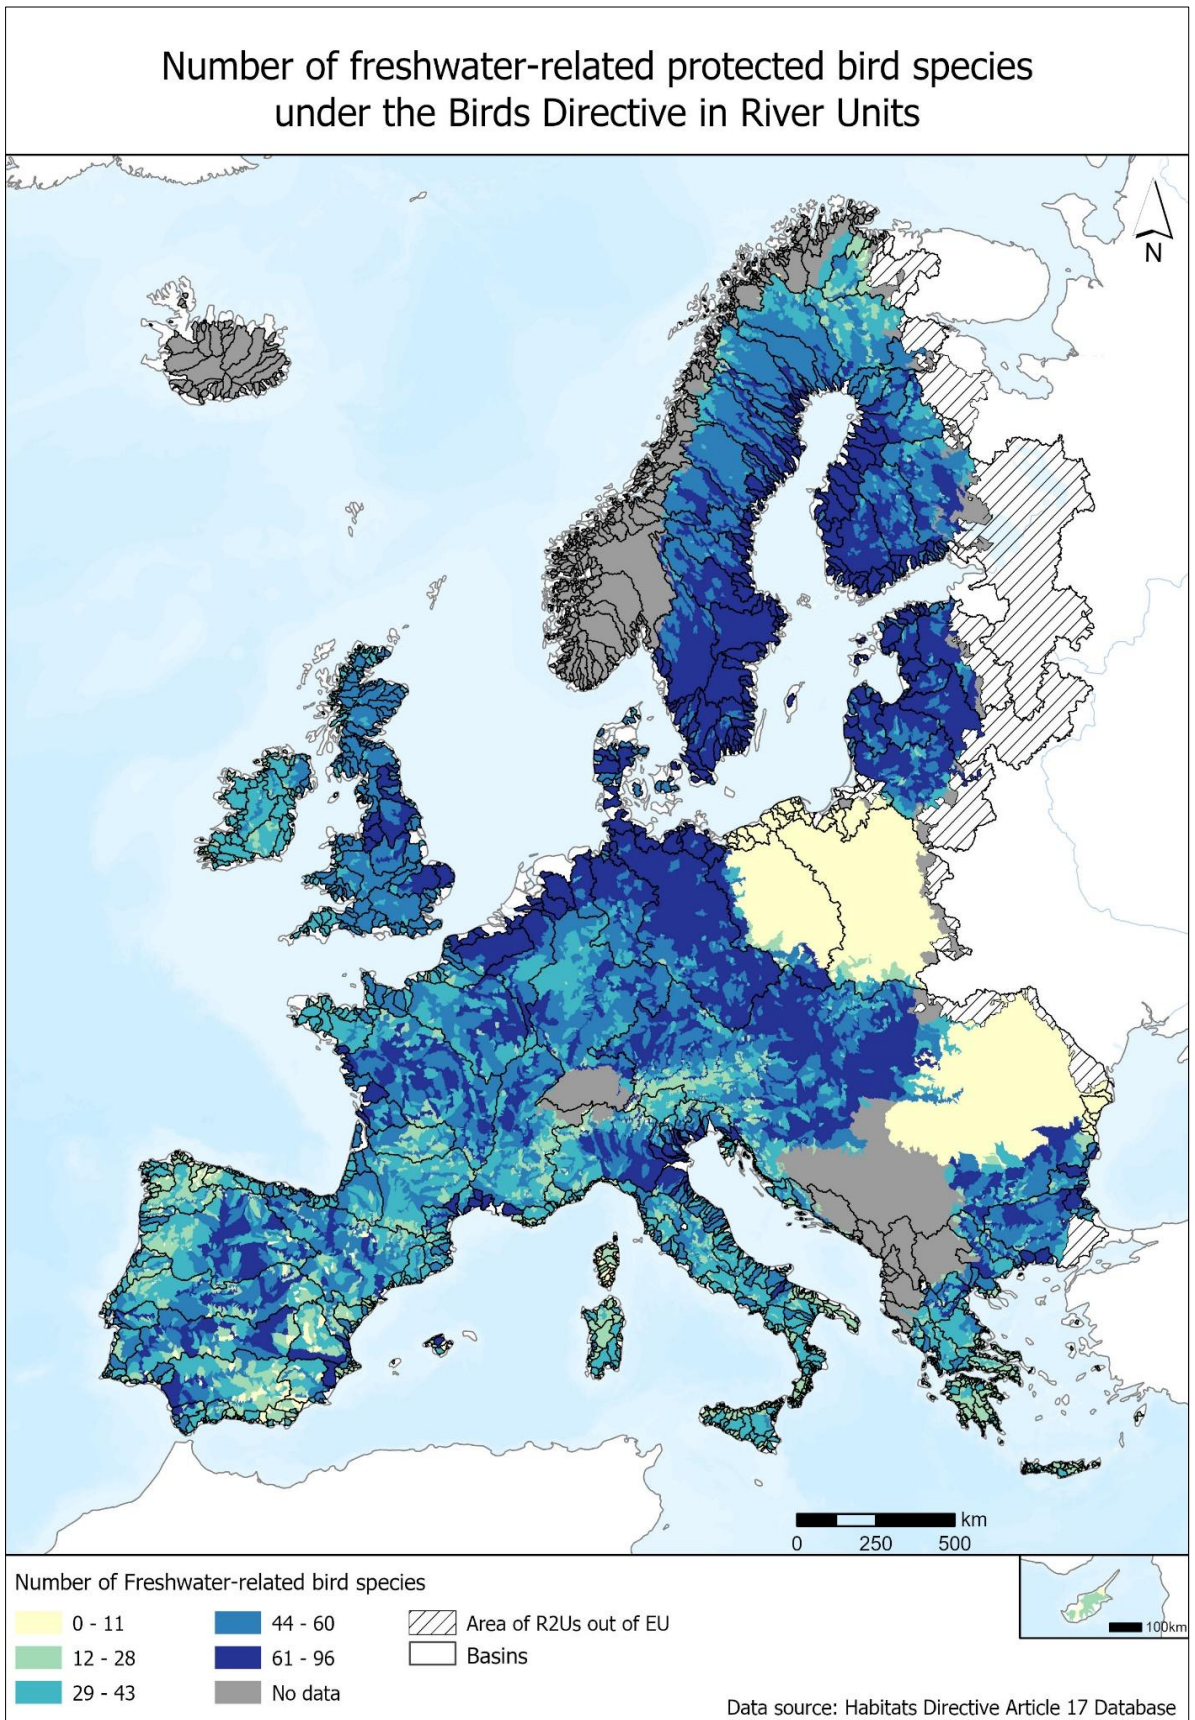 Number of freshwater-related protected bird species
under the Birds Directive in River Units
N
km
0 250 500
Number of Freshwater-related bird species
0 - 11
12 - 28
29 - 43
44 - 60
61 - 96
No data
Area of R2Us out of EU
Basins
100km
Data source: Habitats Directive Article 17 Database